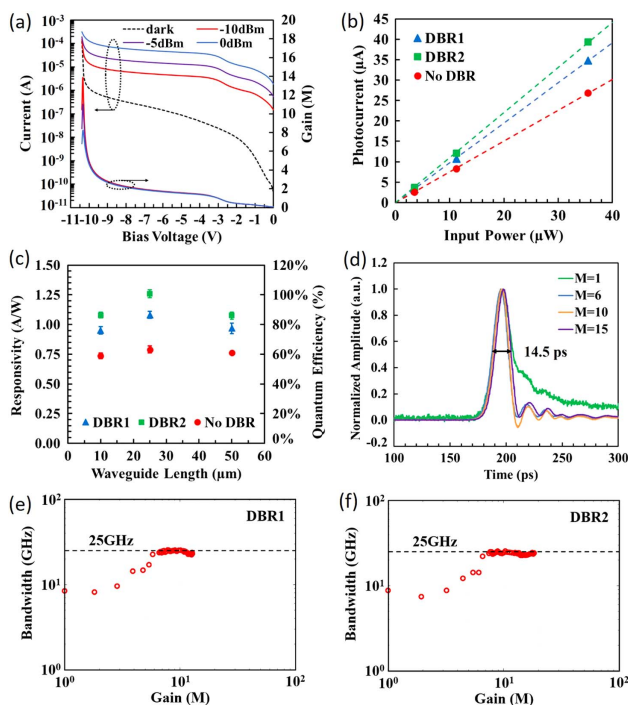 (a)
dark
-10dBm
-5dBm
0dBm
Current (A)
10-3
10-4
10-5
10-6
10-7
10-8
10-9
10-10
10-11
20
18
16
14
12
10
8
6
4
2
0
Gain (M)
-11-10 -9 -8 -7 -6 -5 -4 -3 -2 -1 0
Bias Voltage (V)
(b)
DBR1
DBR2
No DBR
Photocurrent (μA)
45
40
35
30
25
20
15
10
5
0
0 10 20 30 40
Input Power (μW)
(c)
Responsivity (A/W)
1.50
1.25
1.00
0.75
0.50
0.25
0.00
120%
100%
80%
60%
40%
20%
0%
Quantum Efficiency (%)
DBR1 DBR2 No DBR
0 10 20 30 40 50 60
Waveguide Length (μm)
(d)
M=1
M=6
M=10
M=15
14.5 ps
Normalized Amplitude (a.u.)
1.2
1.0
0.8
0.6
0.4
0.2
0.0
-0.2
100 150 200 250 300
Time (ps)
(e)
DBR1
25GHz
Bandwidth (GHz)
10²
10¹
10⁰
10⁰ 10¹ 10²
Gain (M)
(f)
DBR2
25GHz
Bandwidth (GHz)
10²
10¹
10⁰
10⁰ 10¹ 10²
Gain (M)